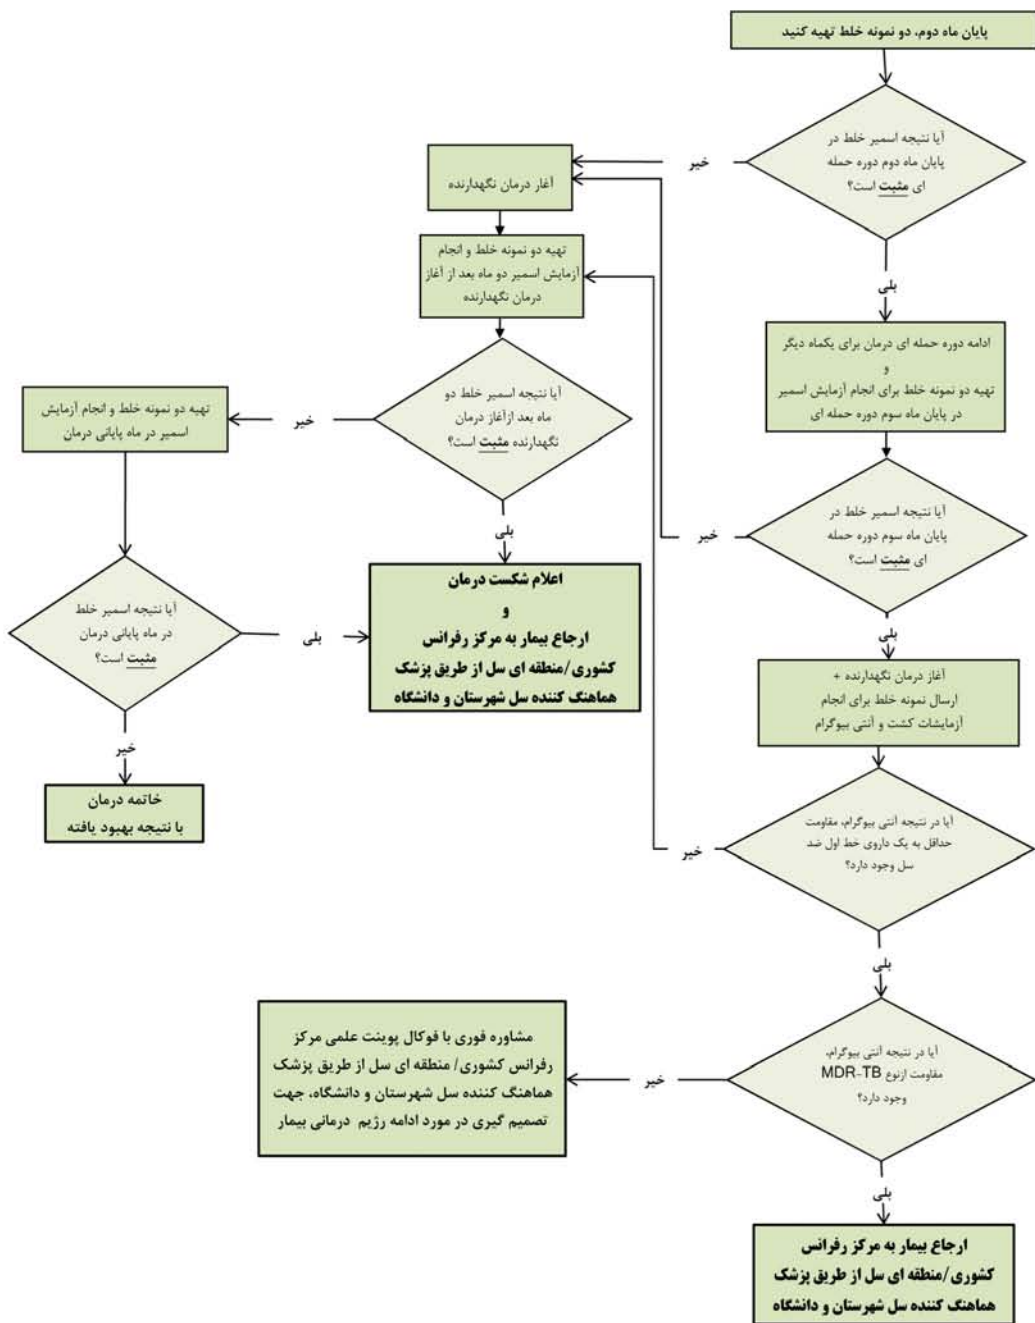 پایان ماه دوم، دو نمونه خلط تهیه کنید
آیا نتیجه اسمیر خلط در
پایان ماه دوم دوره حمله
ای مثبت است؟
خیر
بلی
آغاز درمان نگهدارنده
تهیه دو نمونه خلط و انجام
آزمایش اسمیر دو ماه بعد از آغاز
درمان نگهدارنده
ادامه دوره حمله ای درمان برای یکماه دیگر
و
تهیه دو نمونه خلط برای انجام آزمایش اسمیر
در پایان ماه سوم دوره حمله ای
آیا نتیجه اسمیر خلط دو
ماه بعد ازآغاز درمان
نگهدارنده مثبت است؟
خیر
بلی
تهیه دو نمونه خلط و انجام آزمایش
اسمیر در ماه پایانی درمان
آیا نتیجه اسمیر خلط در
پایان ماه سوم دوره حمله
ای مثبت است؟
خیر
بلی
اعلام شکست درمان
و
ارجاع بیمار به مرکز رفرانس
کشوری/منطقه ای سل از طریق پزشک
هماهنگ کننده سل شهرستان و دانشگاه
آیا نتیجه اسمیر خلط
در ماه پایانی درمان
مثبت است؟
بلی
خیر
خاتمه درمان
با نتیجه بهبود یافته
آغاز درمان نگهدارنده +
ارسال نمونه خلط برای انجام
آزمایشات کشت و آنتی بیوگرام
آیا در نتیجه آنتی بیوگرام، مقاومت
حداقل به یک داروی خط اول ضد
سل وجود دارد؟
خیر
بلی
آیا در نتیجه آنتی بیوگرام،
مقاومت ازنوع MDR-TB
وجود دارد؟
خیر
بلی
مشاوره فوری با فوکال پوینت علمی مرکز
رفرانس کشوری/ منطقه ای سل از طریق پزشک
هماهنگ کننده سل شهرستان و دانشگاه، جهت
تصمیم گیری در مورد ادامه رژیم درمانی بیمار
ارجاع بیمار به مرکز رفرانس
کشوری/منطقه ای سل از طریق پزشک
هماهنگ کننده سل شهرستان و دانشگاه